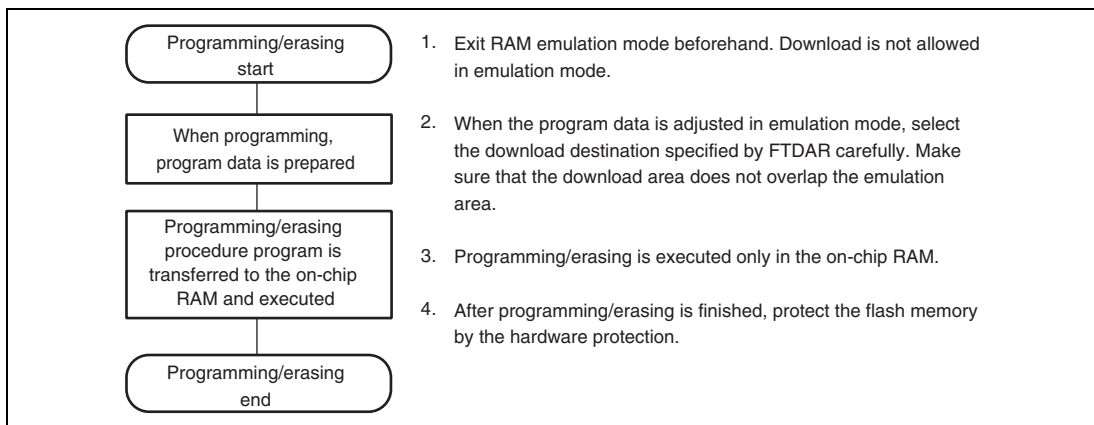 Programming/erasing
start
When programming,
program data is prepared
Programming/erasing
procedure program is
transferred to the on-chip
RAM and executed
Programming/erasing
end
1. Exit RAM emulation mode beforehand. Download is not allowed
in emulation mode.
2. When the program data is adjusted in emulation mode, select
the download destination specified by FTDAR carefully. Make
sure that the download area does not overlap the emulation
area.
3. Programming/erasing is executed only in the on-chip RAM.
4. After programming/erasing is finished, protect the flash memory
by the hardware protection.